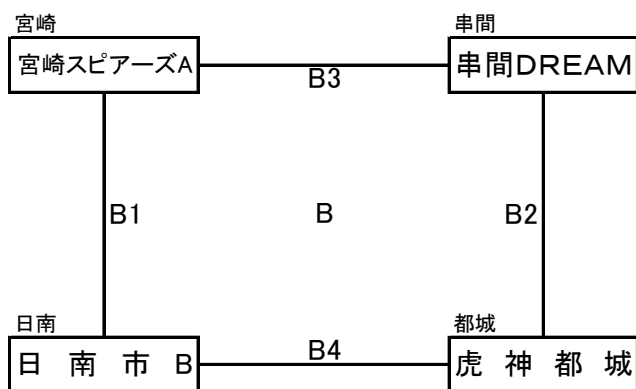 宮崎 串間
宮崎スピアーズA 串間DREAM
B3
B1 B B2
日南 都城
B4
日 南 市 B 虎 神 都 城